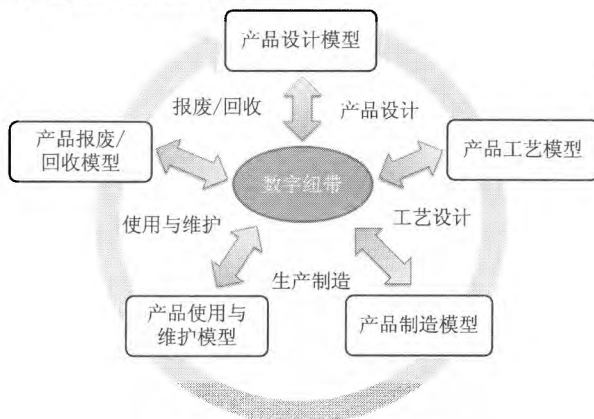 产品设计模型
报废/回收
产品设计
产品报废/
回收模型
产品工艺模型
数字纽带
使用与维护
工艺设计
生产制造
产品使用与
维护模型
产品制造模型